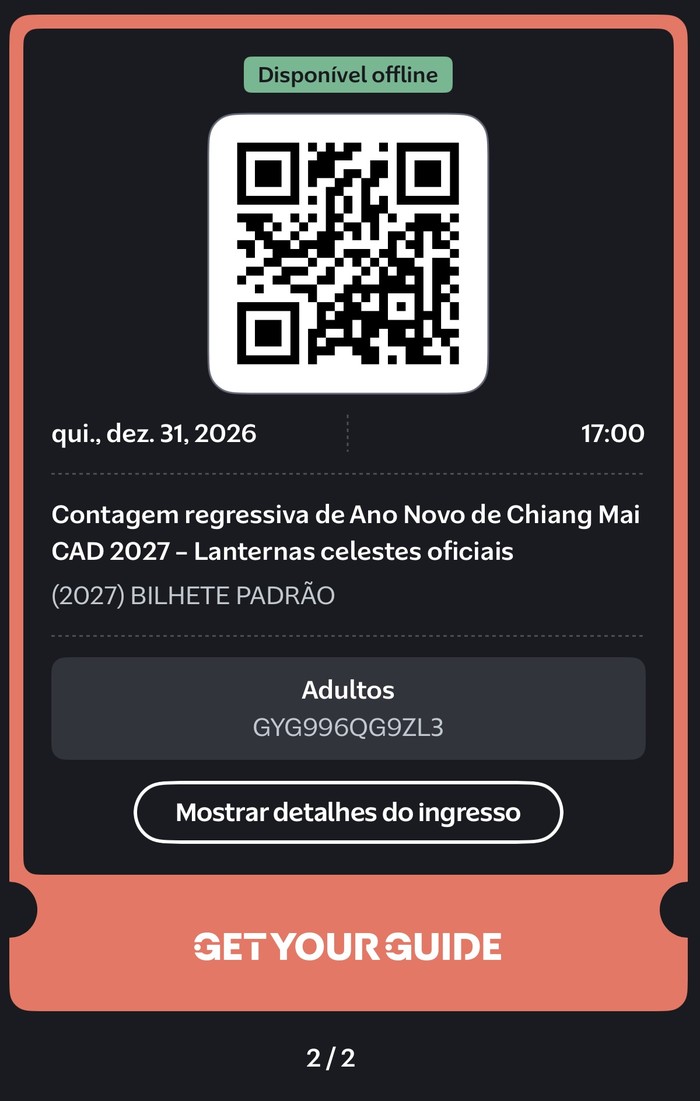 Disponível offline
qui., dez. 31, 2026
17:00
Contagem regressiva de Ano Novo de Chiang Mai
CAD 2027 – Lanternas celestes oficiais
(2027) BILHETE PADRÃO
Adultos
GYG996QG9ZL3
Mostrar detalhes do ingresso
GET YOUR GUIDE
2 / 2